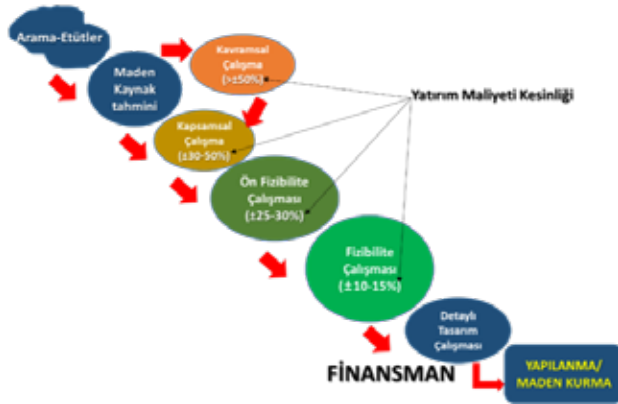 Arama-Etütler
Maden
Kaynak
tahmini
Kavramsal
Çalışma
(>±50%)
Yatırım Maliyeti Kesinliği
Kapsamsal
Çalışma
(±30-50%)
Ön Fizibilite
Çalışması
(±25-30%)
Fizibilite
Çalışması
(±10-15%)
Detaylı
Tasarım
Çalışması
FİNANSMAN
YAPILANMA/
MADEN KURMA